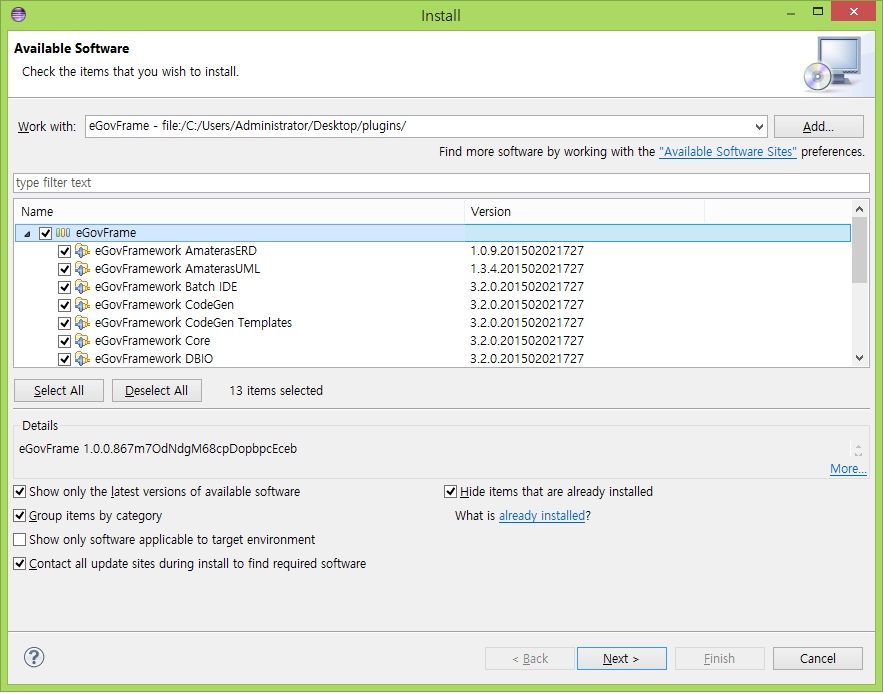 Install
Available Software
Check the items that you wish to install.
Work with: eGovFrame - file:/C:/Users/Administrator/Desktop/plugins/ Add...
Find more software by working with the "Available Software Sites" preferences.
type filter text
Name Version
eGovFrame
eGovFramework AmaterasERD 1.0.9.201502021727
eGovFramework AmaterasUML 1.3.4.201502021727
eGovFramework Batch IDE 3.2.0.201502021727
eGovFramework CodeGen 3.2.0.201502021727
eGovFramework CodeGen Templates 3.2.0.201502021727
eGovFramework Core 3.2.0.201502021727
eGovFramework DBIO 3.2.0.201502021727
Select All Deselect All 13 items selected
Details
eGovFrame 1.0.0.867m7OdNdgM68cpDopbpcEceb
More...
Show only the latest versions of available software Hide items that are already installed
Group items by category What is already installed?
Show only software applicable to target environment
Contact all update sites during install to find required software
? < Back Next > Finish Cancel